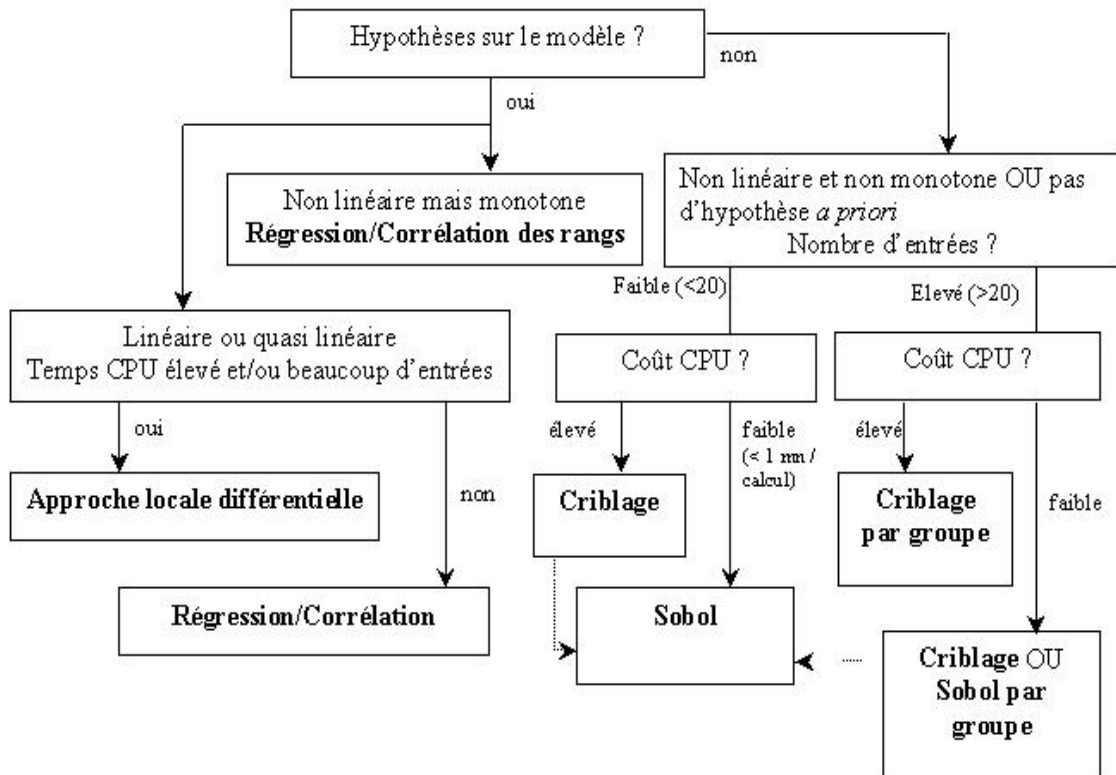 Hypothèses sur le modèle ?
non
oui
Non linéaire mais monotone
Régression/Corrélation des rangs
Non linéaire et non monotone OU pas
d'hypothèse a priori
Nombre d'entrées ?
Faible (<20)
Elevé (>20)
Linéaire ou quasi linéaire
Temps CPU élevé et/ou beaucoup d'entrées
Coût CPU ?
Coût CPU ?
oui
non
élevé
faible
(< 1 mn /
calcul)
élevé
faible
Approche locale différentielle
Criblage
Criblage
par groupe
Régression/Corrélation
Sobol
Criblage OU
Sobol par
groupe